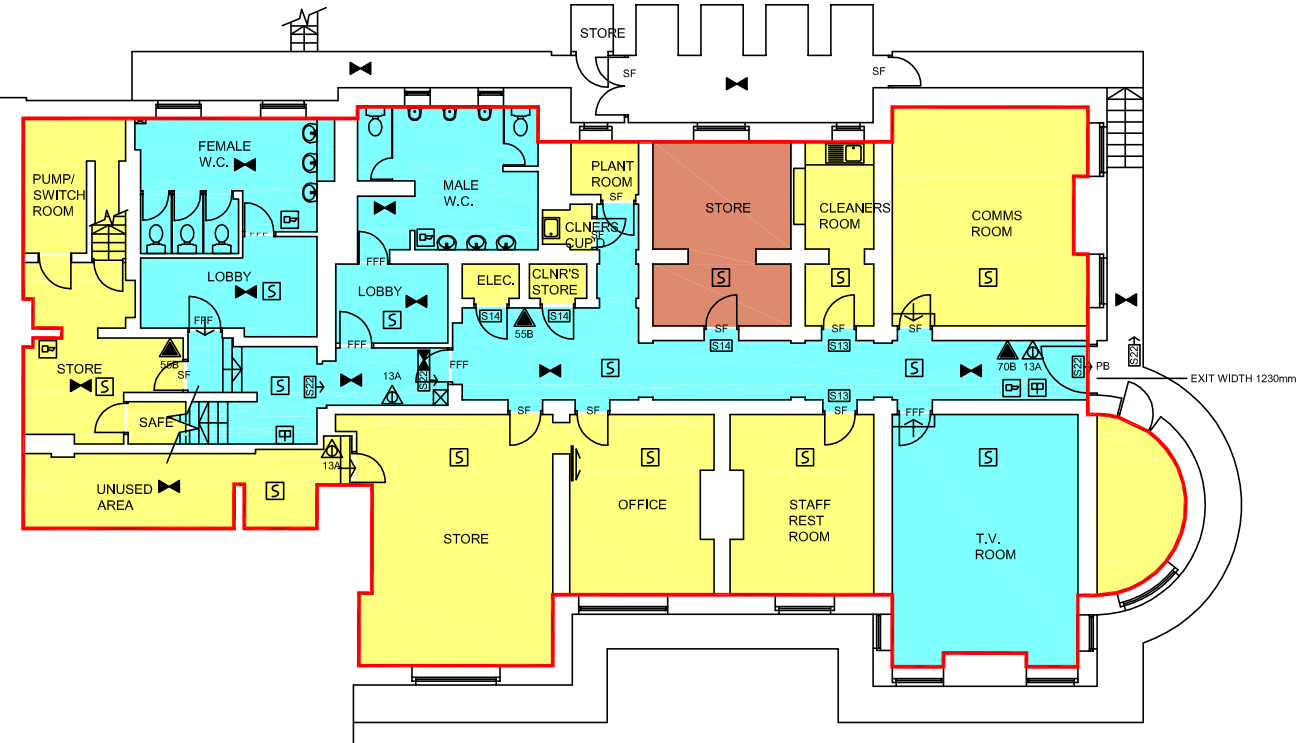 STORE
SF
SF
FEMALE
W.C.
PUMP/
SWITCH
ROOM
MALE
W.C.
PLANT
ROOM
SF
STORE
CLEANERS
ROOM
COMMS
ROOM
CLNERS
CUP'D
SF
FFF
FFF
LOBBY
S
LOBBY
S
ELEC.
CLNR'S
STORE
S
S
S
FFF
S14
S14
55B
SF
SF
SF
FFF
S14
S13
55B
STORE
S
SF
S
S22
13A
S22
FFF
S
S
70B
13A
S22
PB
S22
EXIT WIDTH 1230mm
S13
SF
SF
SF
FFF
SAFE
13A
S
S
S
S
UNUSED
AREA
S
STORE
OFFICE
STAFF
REST
ROOM
T.V.
ROOM